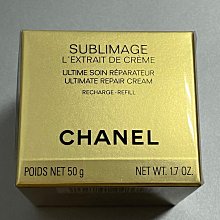 SUBLIMAGE
L'EXTRAIT DE CRÈME
ULTIME SOIN RÉPARATEUR
ULTIMATE REPAIR CREAM
RECHARGE - REFILL
CHANEL
POIDS NET 50 g NET WT. 1.7 OZ.